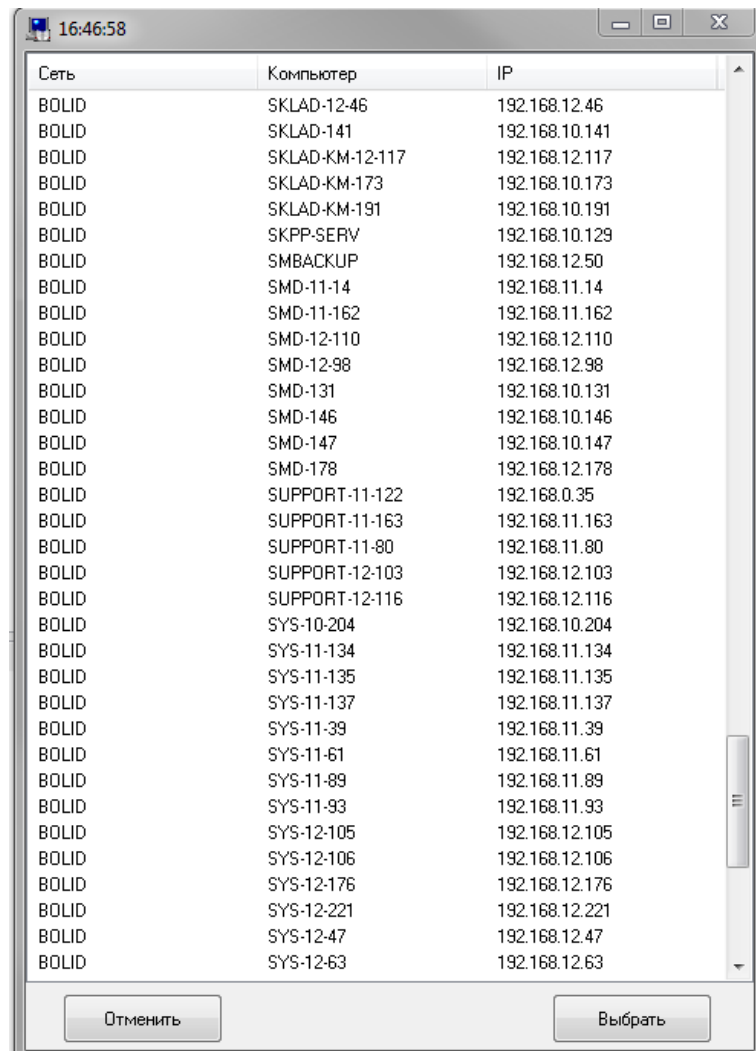 16:46:58
Сеть Компьютер IP
BOLID SKLAD-12-46 192.168.12.46
BOLID SKLAD-141 192.168.10.141
BOLID SKLAD-KM-12-117 192.168.12.117
BOLID SKLAD-KM-173 192.168.10.173
BOLID SKLAD-KM-191 192.168.10.191
BOLID SKPP-SERV 192.168.10.129
BOLID SMBACKUP 192.168.12.50
BOLID SMD-11-14 192.168.11.14
BOLID SMD-11-162 192.168.11.162
BOLID SMD-12-110 192.168.12.110
BOLID SMD-12-98 192.168.12.98
BOLID SMD-131 192.168.10.131
BOLID SMD-146 192.168.10.146
BOLID SMD-147 192.168.10.147
BOLID SMD-178 192.168.12.178
BOLID SUPPORT-11-122 192.168.0.35
BOLID SUPPORT-11-163 192.168.11.163
BOLID SUPPORT-11-80 192.168.11.80
BOLID SUPPORT-12-103 192.168.12.103
BOLID SUPPORT-12-116 192.168.12.116
BOLID SYS-10-204 192.168.10.204
BOLID SYS-11-134 192.168.11.134
BOLID SYS-11-135 192.168.11.135
BOLID SYS-11-137 192.168.11.137
BOLID SYS-11-39 192.168.11.39
BOLID SYS-11-61 192.168.11.61
BOLID SYS-11-89 192.168.11.89
BOLID SYS-11-93 192.168.11.93
BOLID SYS-12-105 192.168.12.105
BOLID SYS-12-106 192.168.12.106
BOLID SYS-12-176 192.168.12.176
BOLID SYS-12-221 192.168.12.221
BOLID SYS-12-47 192.168.12.47
BOLID SYS-12-63 192.168.12.63
Отменить Выбрать